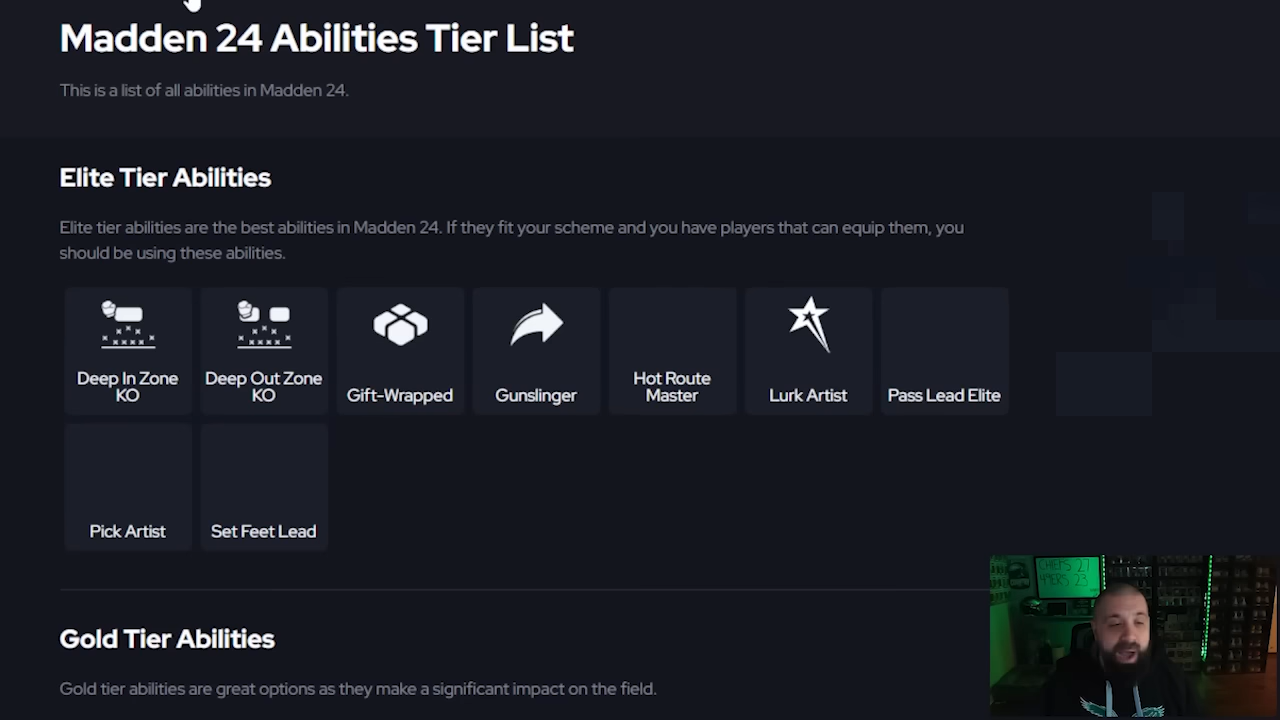 Madden 24 Abilities Tier List
This is a list of all abilities in Madden 24.
Elite Tier Abilities
Elite tier abilities are the best abilities in Madden 24. If they fit your scheme and you have players that can equip them, you
should be using these abilities.
Deep In Zone
KO
Deep Out Zone
KO
Gift-Wrapped
Gunslinger
Hot Route
Master
Lurk Artist
Pass Lead Elite
Pick Artist
Set Feet Lead
Gold Tier Abilities
Gold tier abilities are great options as they make a significant impact on the field.
CHIEFS 27
49ERS 23